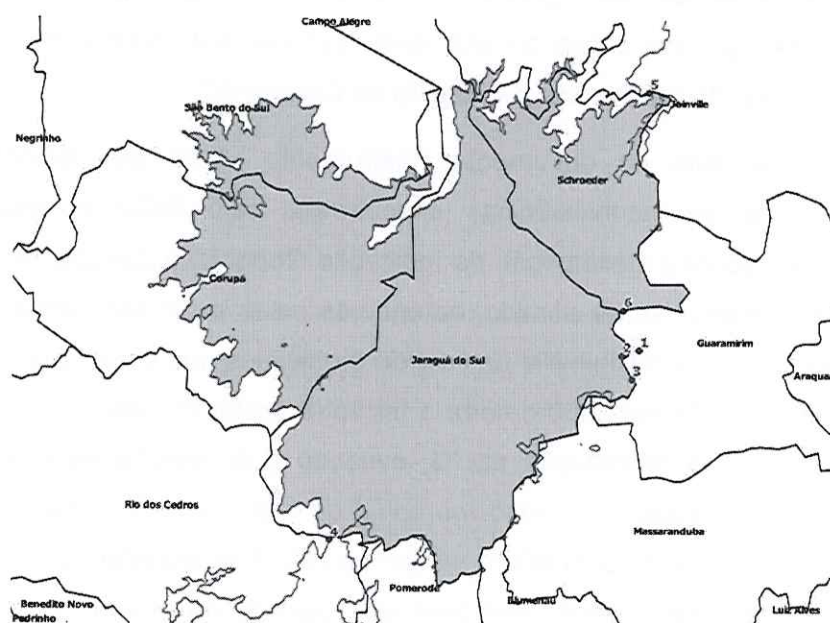 Campo Alegre
5
São Bento do Sul
Joinville
Negrinho
Schroeder
Corupá
6
Guaramirim
1
2
Jaraguá do Sul
3
Araquar
Rio dos Cedros
Massaranduba
4
Pomerode
Benedito Novo
Blumenau
Luiz Alves
Pedrinho